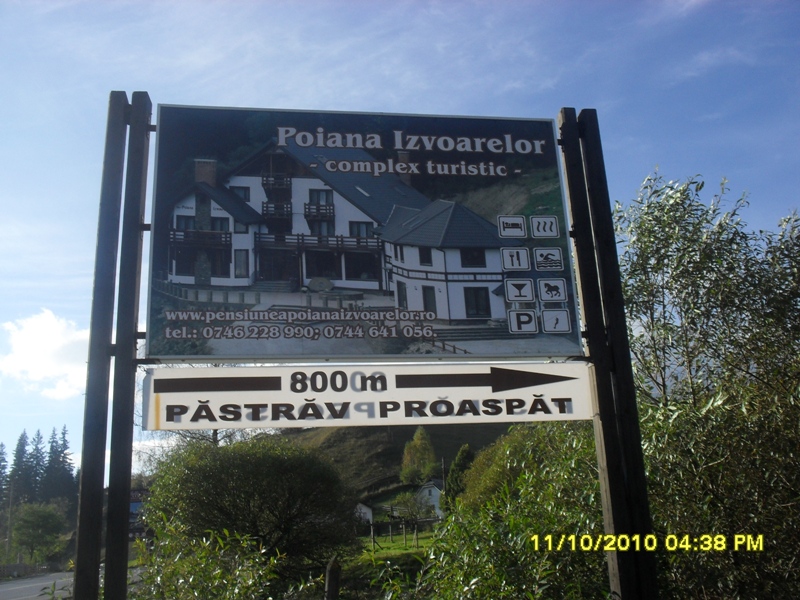 Poiana Izvoarelor
- complex turistic -
www.pensiuneapoianaizvoarelor.ro
tel.: 0746 228 990; 0744 641 056.
P
800m
PĂSTRĂV PROASPĂT
11/10/2010 04:38 PM